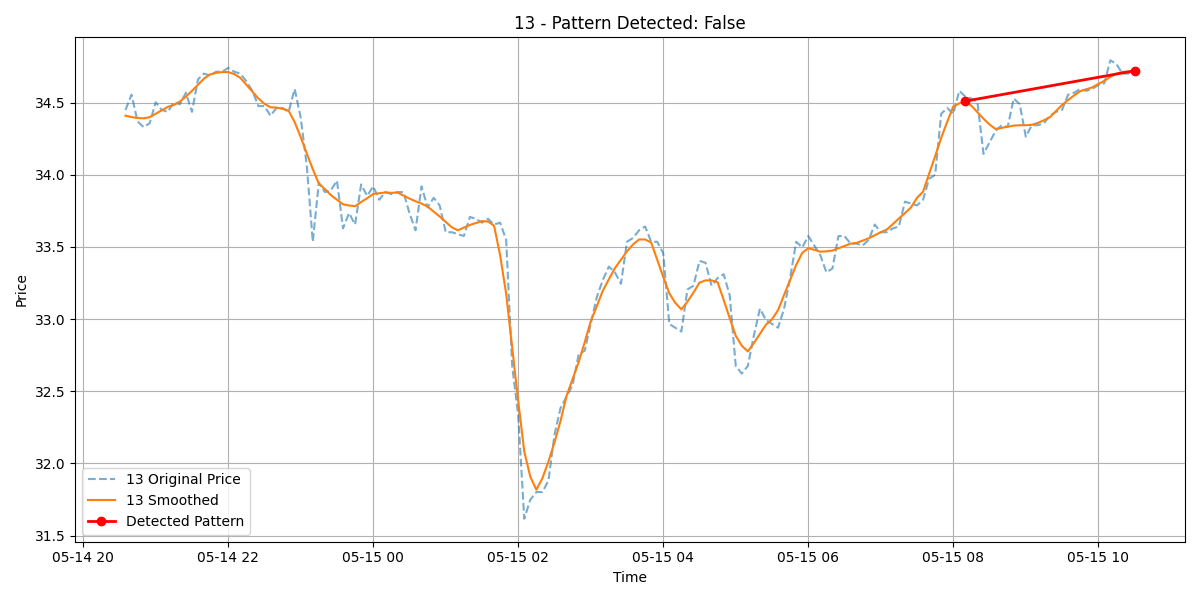 13 - Pattern Detected: False
Price
34.5
34.0
33.5
33.0
32.5
32.0
31.5
13 Original Price
13 Smoothed
Detected Pattern
05-14 20 05-14 22 05-15 00 05-15 02 05-15 04 05-15 06 05-15 08 05-15 10
Time